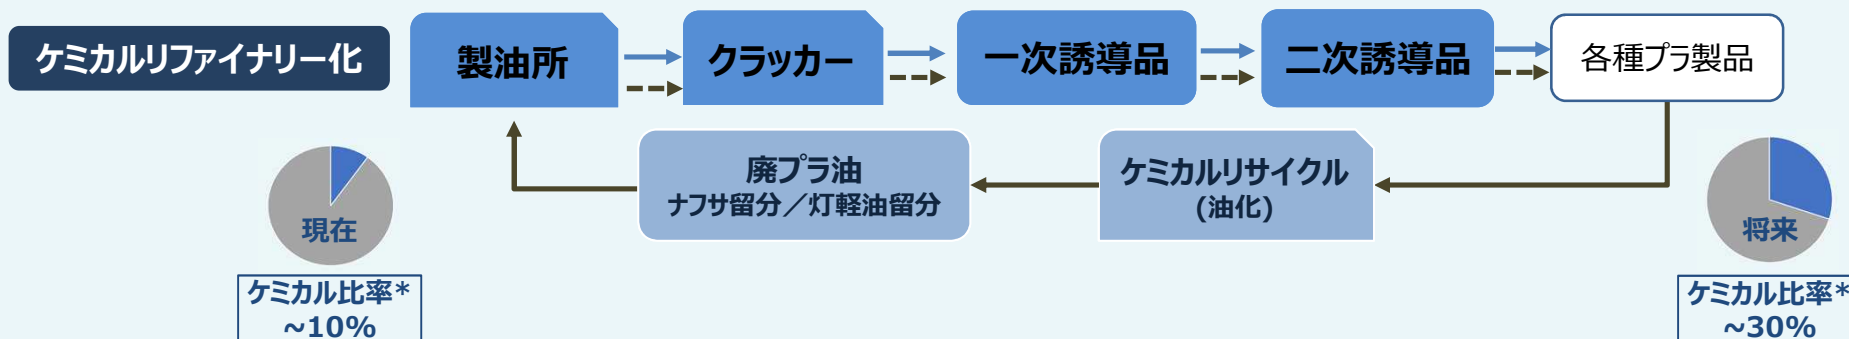 ケミカルリファイナリー化
製油所
クラッカー
一次誘導品
二次誘導品
各種プラ製品
廃プラ油
ナフサ留分／灯軽油留分
ケミカルリサイクル
(油化)
現在
ケミカル比率*
~10%
将来
ケミカル比率*
~30%